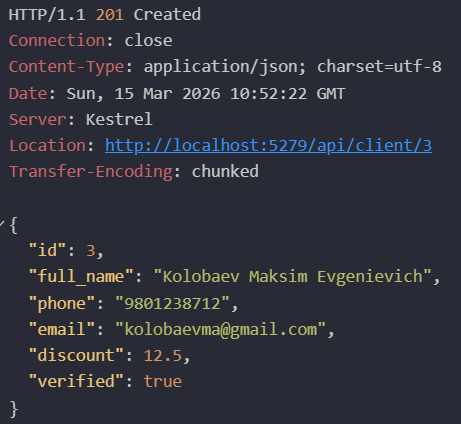 HTTP/1.1 201 Created
Connection: close
Content-Type: application/json; charset=utf-8
Date: Sun, 15 Mar 2026 10:52:22 GMT
Server: Kestrel
Location: http://localhost:5279/api/client/3
Transfer-Encoding: chunked

{
  "id": 3,
  "full_name": "Kolobaev Maksim Evgenievich",
  "phone": "9801238712",
  "email": "kolobaevma@gmail.com",
  "discount": 12.5,
  "verified": true
}